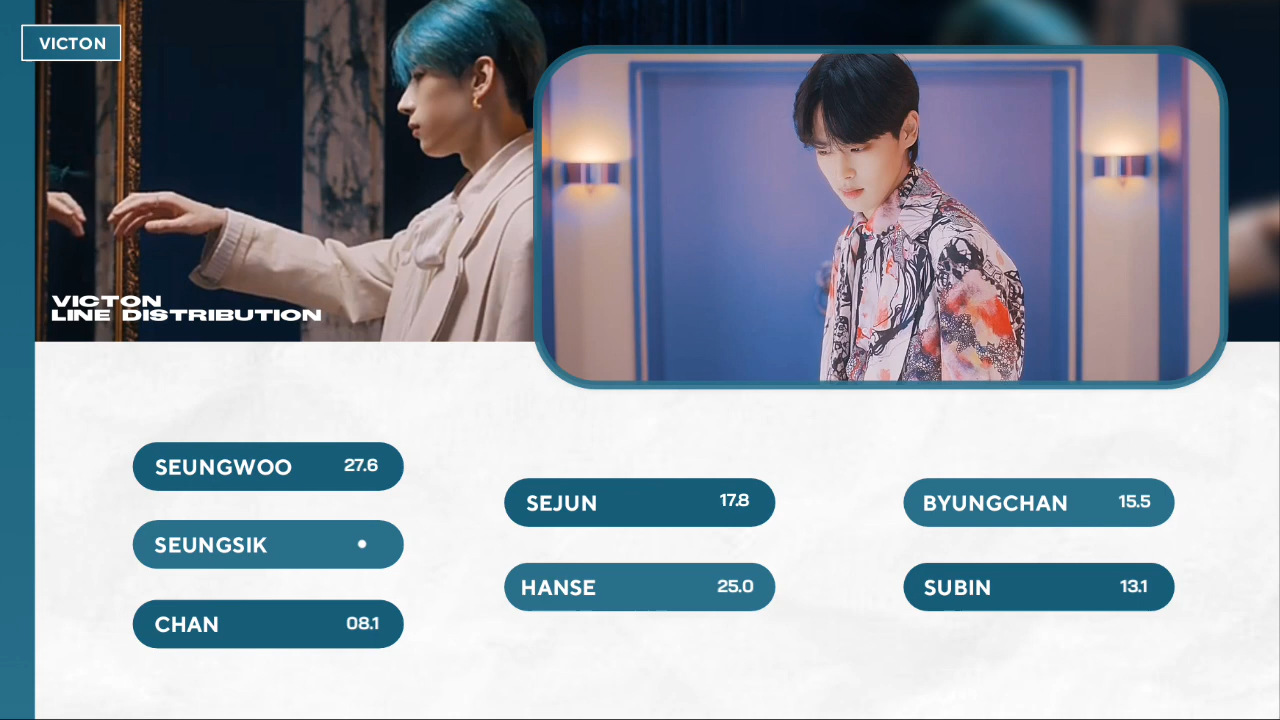 VICTON
VICTON
LINE DISTRIBUTION
SEUNGWOO 27.6
SEUNGSIK •
CHAN 08.1
SEJUN 17.8
HANSE 25.0
BYUNGCHAN 15.5
SUBIN 13.1